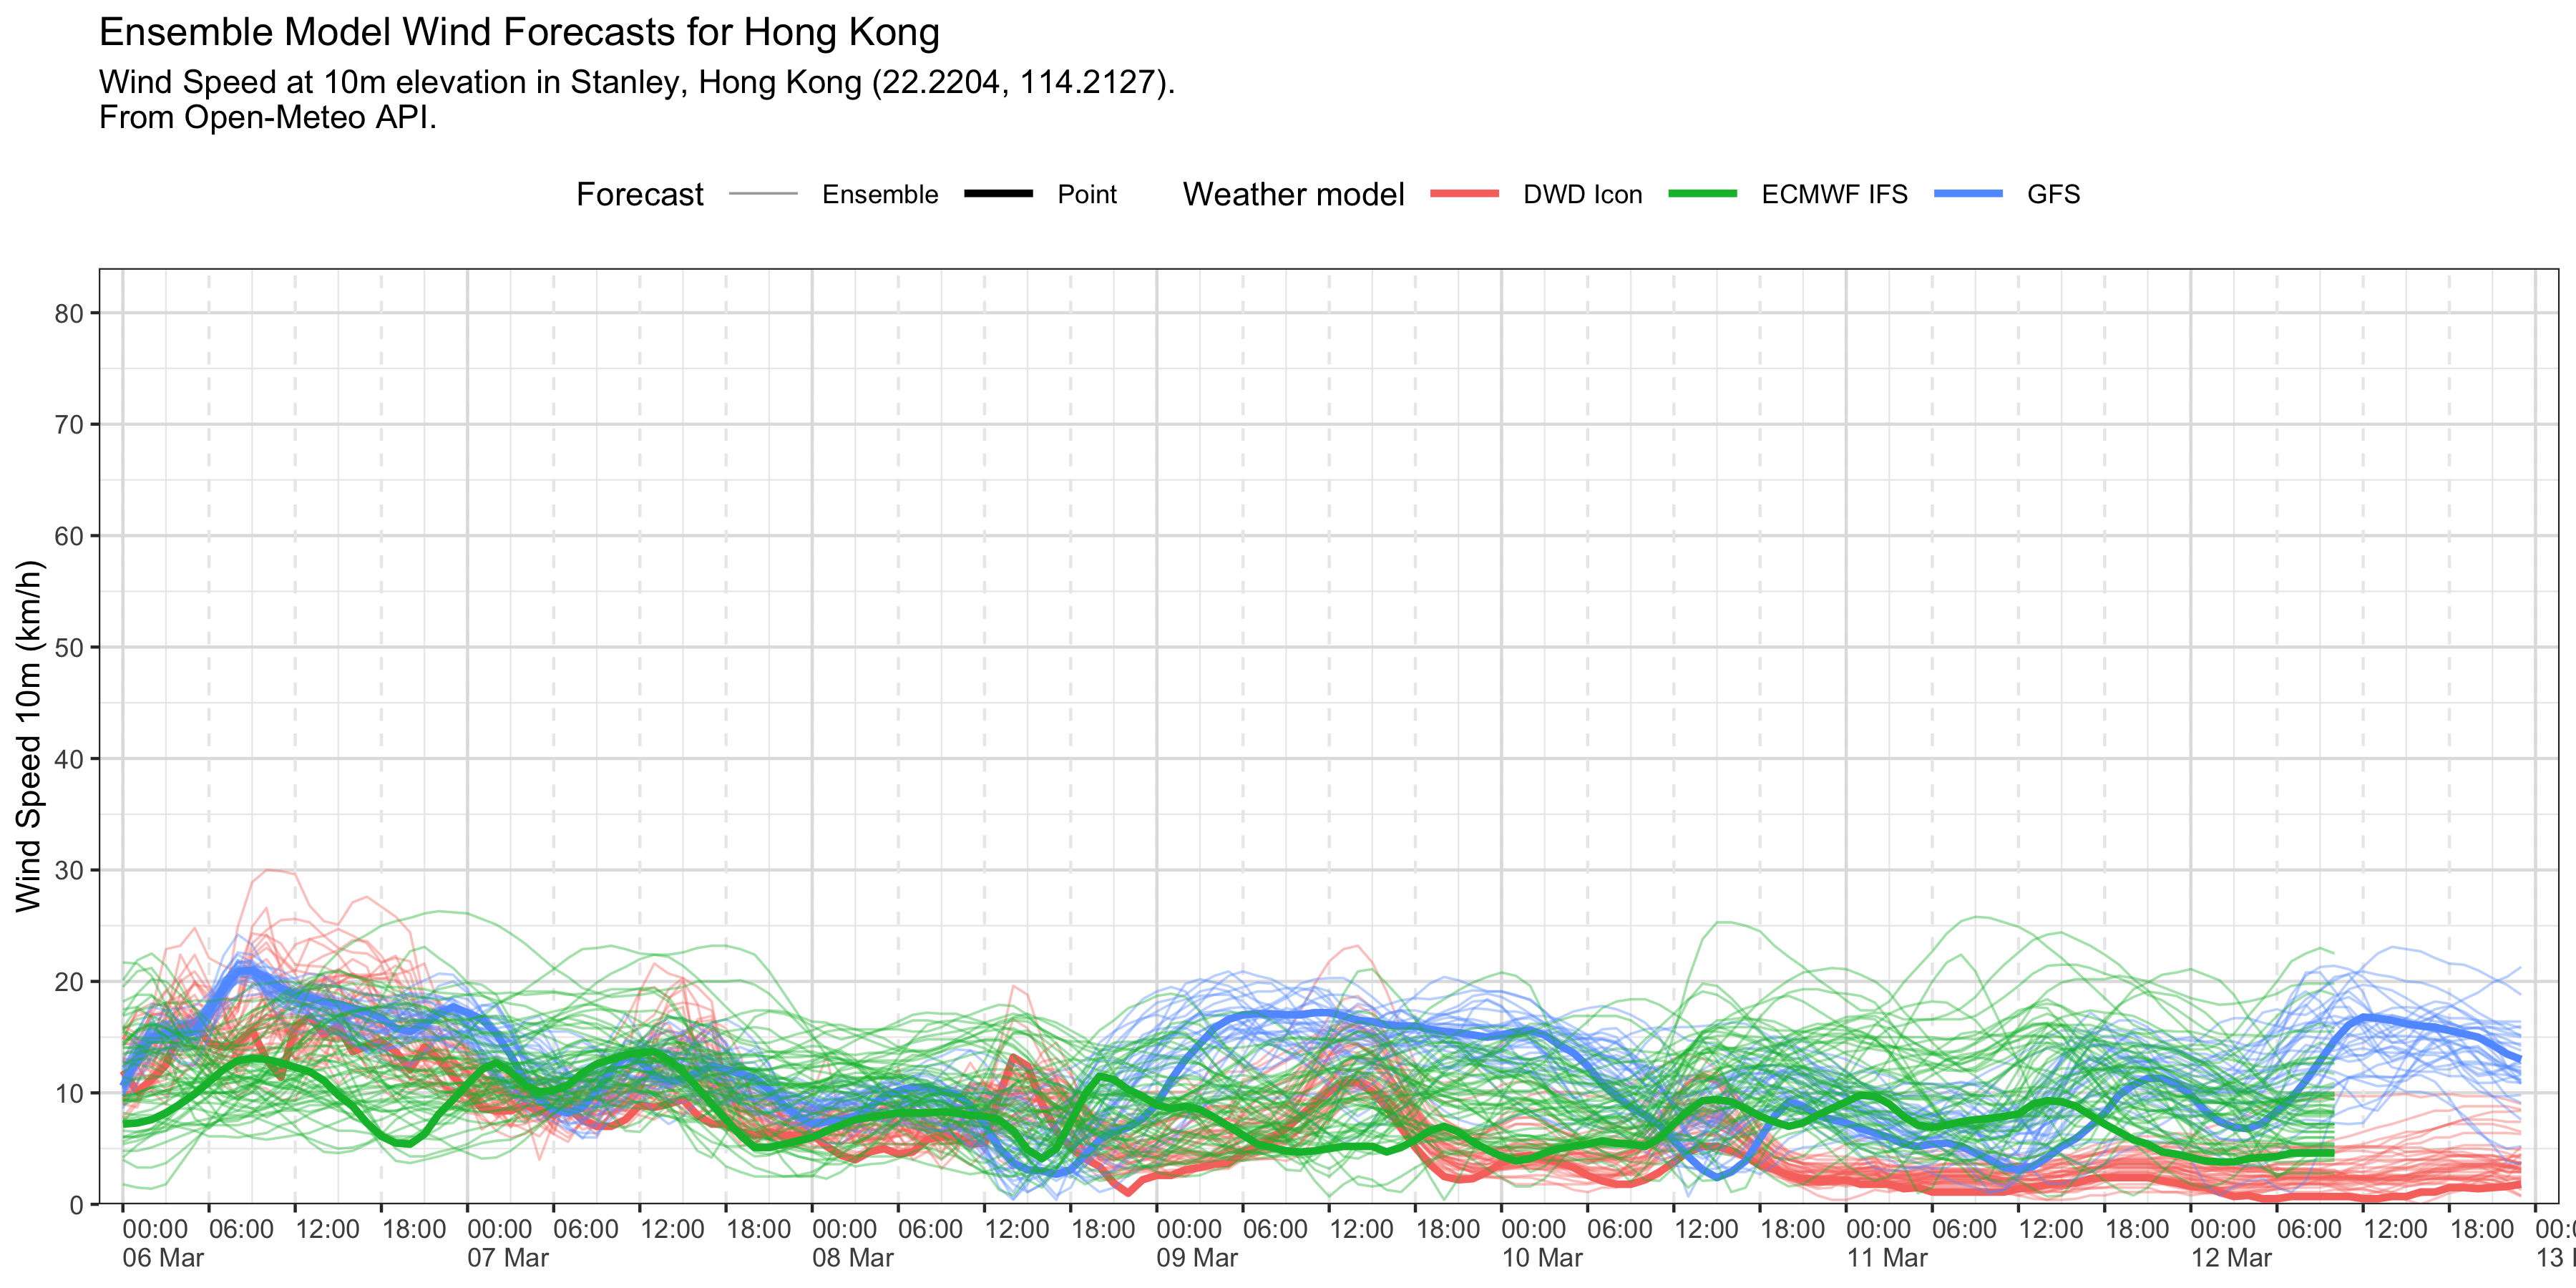 Ensemble Model Wind Forecasts for Hong Kong
Wind Speed at 10m elevation in Stanley, Hong Kong (22.2204, 114.2127).
From Open-Meteo API.
Forecast Ensemble Point Weather model DWD Icon ECMWF IFS GFS
Wind Speed 10m (km/h)
80
70
60
50
40
30
20
10
0
00:00 06:00 12:00 18:00 00:00 06:00 12:00 18:00 00:00 06:00 12:00 18:00 00:00 06:00 12:00 18:00 00:00 06:00 12:00 18:00 00:00 06:00 12:00 18:00 00:00 06:00 12:00 18:00 00:0
06 Mar 07 Mar 08 Mar 09 Mar 10 Mar 11 Mar 12 Mar 13